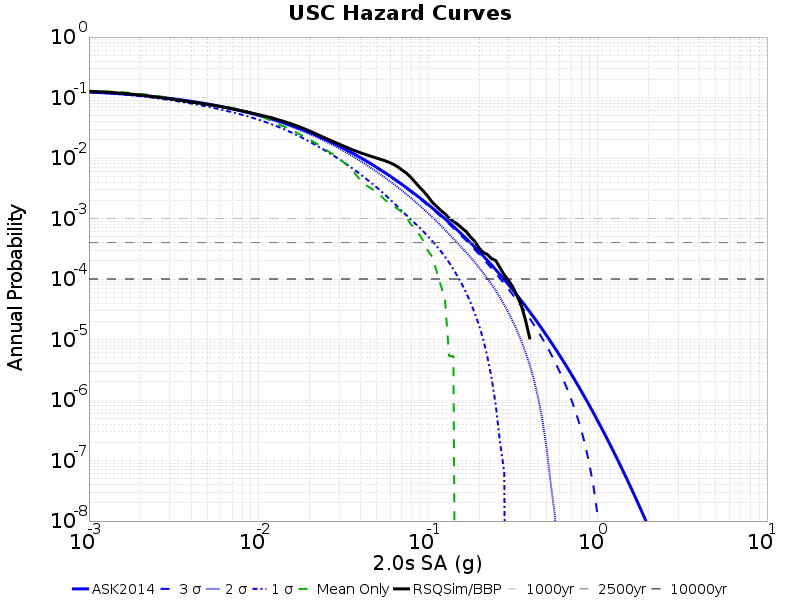 USC Hazard Curves
Annual Probability
10^0
10^-1
10^-2
10^-3
10^-4
10^-5
10^-6
10^-7
10^-8
10^-3 10^-2 10^-1 10^0 10^1
2.0s SA (g)
ASK2014 3 σ 2 σ 1 σ Mean Only RSQSim/BBP 1000yr 2500yr 10000yr